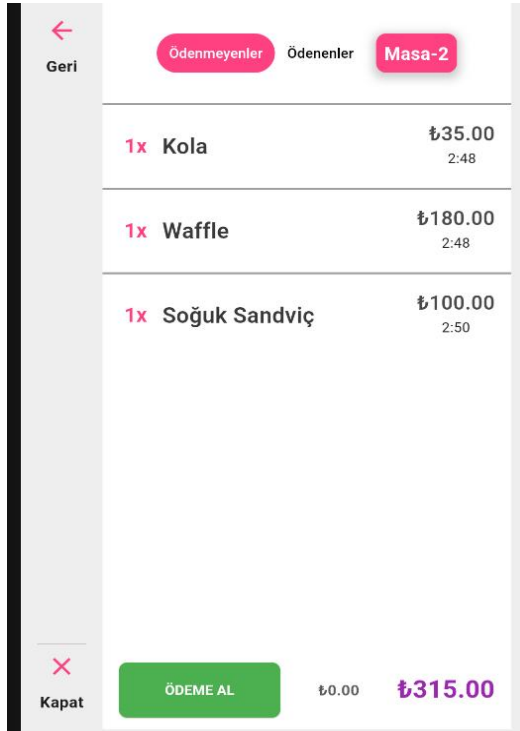 Geri
Ödenmeyenler Ödenenler Masa-2
1x Kola ₺35.00
2:48
1x Waffle ₺180.00
2:48
1x Soğuk Sandviç ₺100.00
2:50
Kapat
ÖDEME AL ₺0.00 ₺315.00